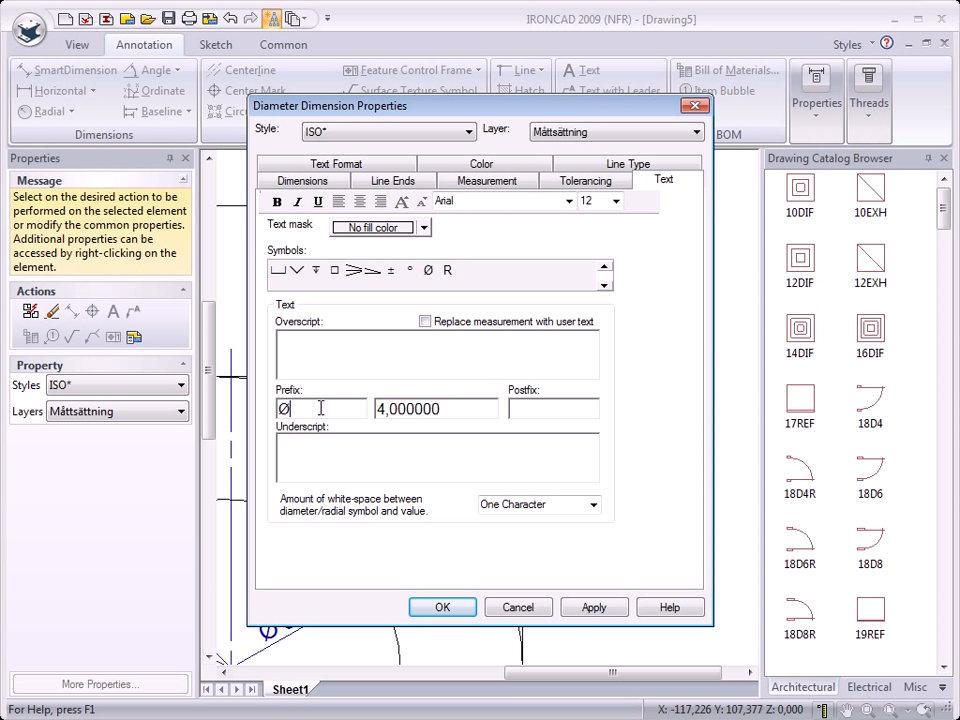 IRONCAD 2009 (NFR) - [Drawing5]
View Annotation Sketch Common Styles
SmartDimension Angle
Horizontal Ordinate
Radial Baseline
Dimensions
Centerline
Center Mark
Feature Control Frame
Surface Texture Symbol
Line
Hatch
Text
Text with Leader
Bill of Materials...
Item Bubble
BOM
Properties
Threads
Properties
Message
Select on the desired action to be
performed on the selected element
or modify the common properties.
Additional properties can be
accessed by right-clicking on the
element.
Actions
Property
Styles ISO*
Layers Måttsättning
More Properties...
Diameter Dimension Properties
Style: ISO* Layer: Måttsättning
Text Format Color Line Type
Dimensions Line Ends Measurement Tolerancing Text
B I U A A Arial 12
Text mask No fill color
Symbols:
± ° Ø R
Text
Overscript: Replace measurement with user text
Prefix: Postfix:
Ø 4,000000
Underscript:
Amount of white-space between
diameter/radial symbol and value.
One Character
OK Cancel Apply Help
Ø
Sheet1
Drawing Catalog Browser
10DIF 10EXH
12DIF 12EXH
14DIF 16DIF
17REF 18D4
18D4R 18D6
18D6R 18D8
18D8R 19REF
Architectural Electrical Misc
For Help, press F1
X: -117,226 Y: 107,377 Z: 0,000